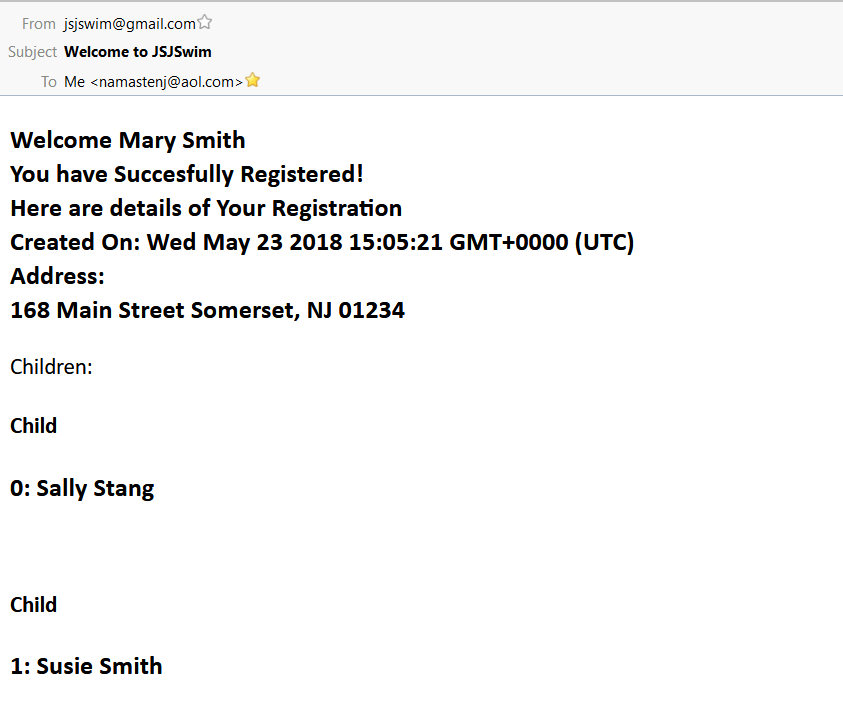 From jsjswim@gmail.com
Subject Welcome to JSJSwim
To Me <namastenj@aol.com>
Welcome Mary Smith
You have Succesfully Registered!
Here are details of Your Registration
Created On: Wed May 23 2018 15:05:21 GMT+0000 (UTC)
Address:
168 Main Street Somerset, NJ 01234
Children:
Child
0: Sally Stang
Child
1: Susie Smith